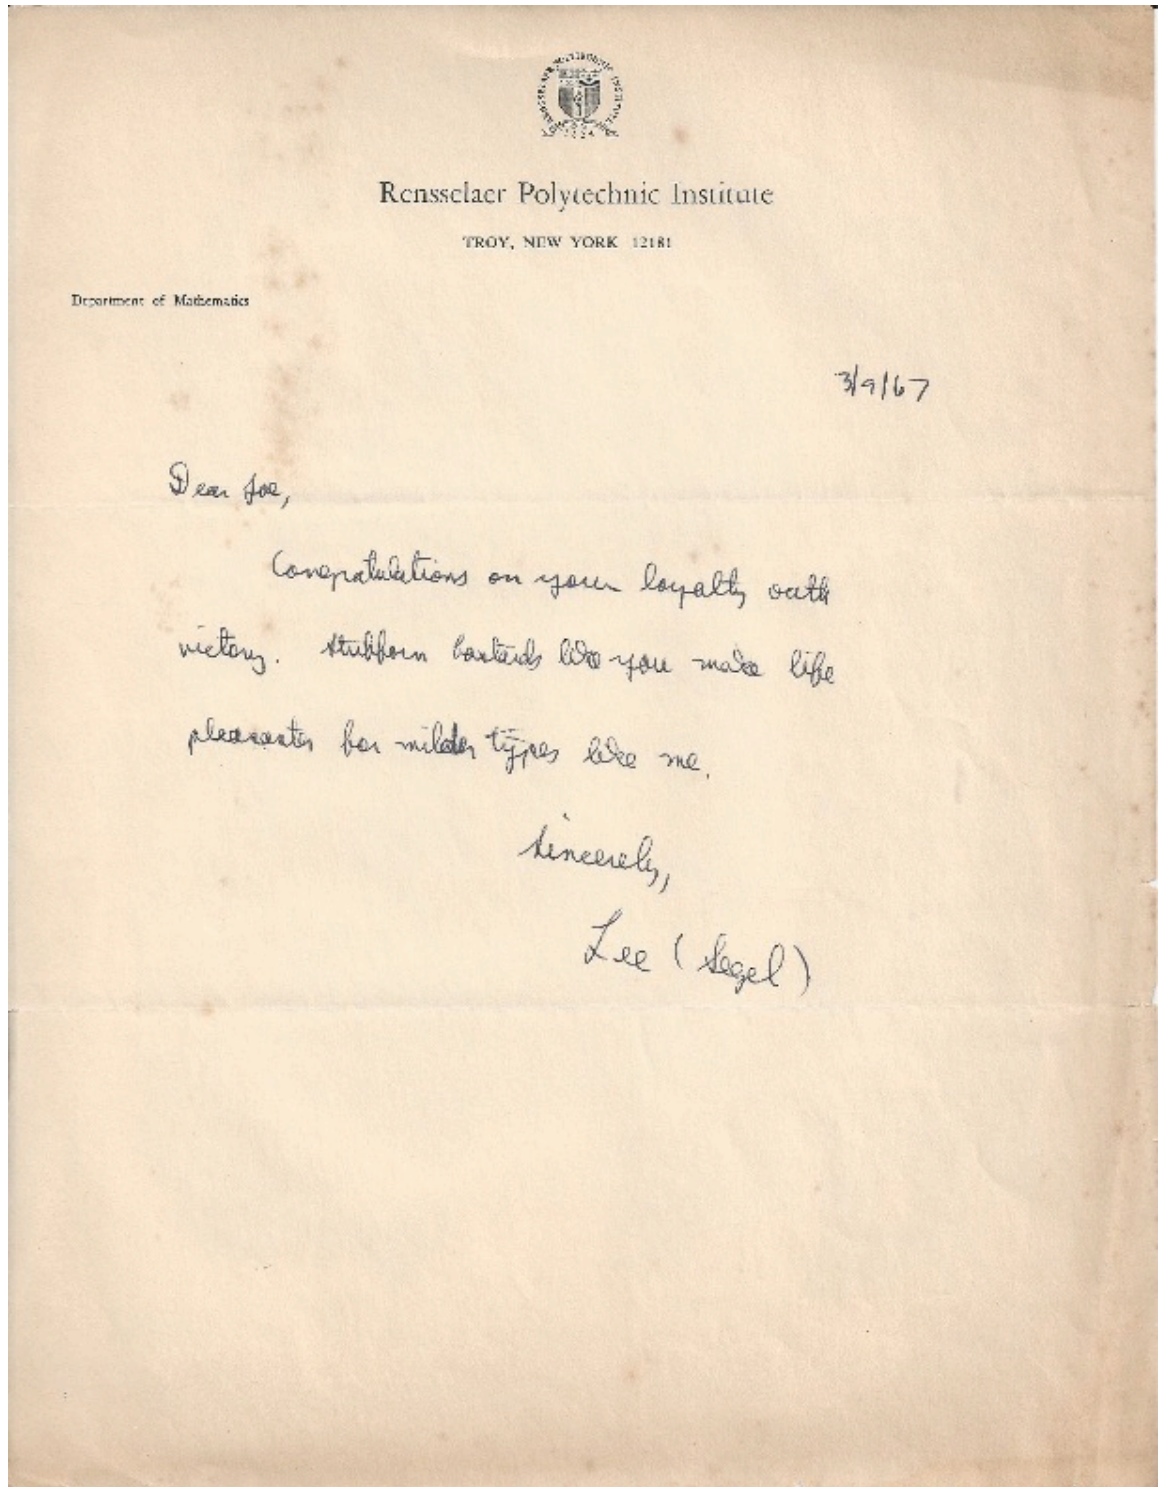 Rensselaer Polytechnic Institute
TROY, NEW YORK 12181
Department of Mathematics
3/9/67
Dear Joe,
Congratulations on your loyalty oath
victory. Stubborn bastards like you make life
pleasanter for milder types like me.
Sincerely,
Lee (Segel)